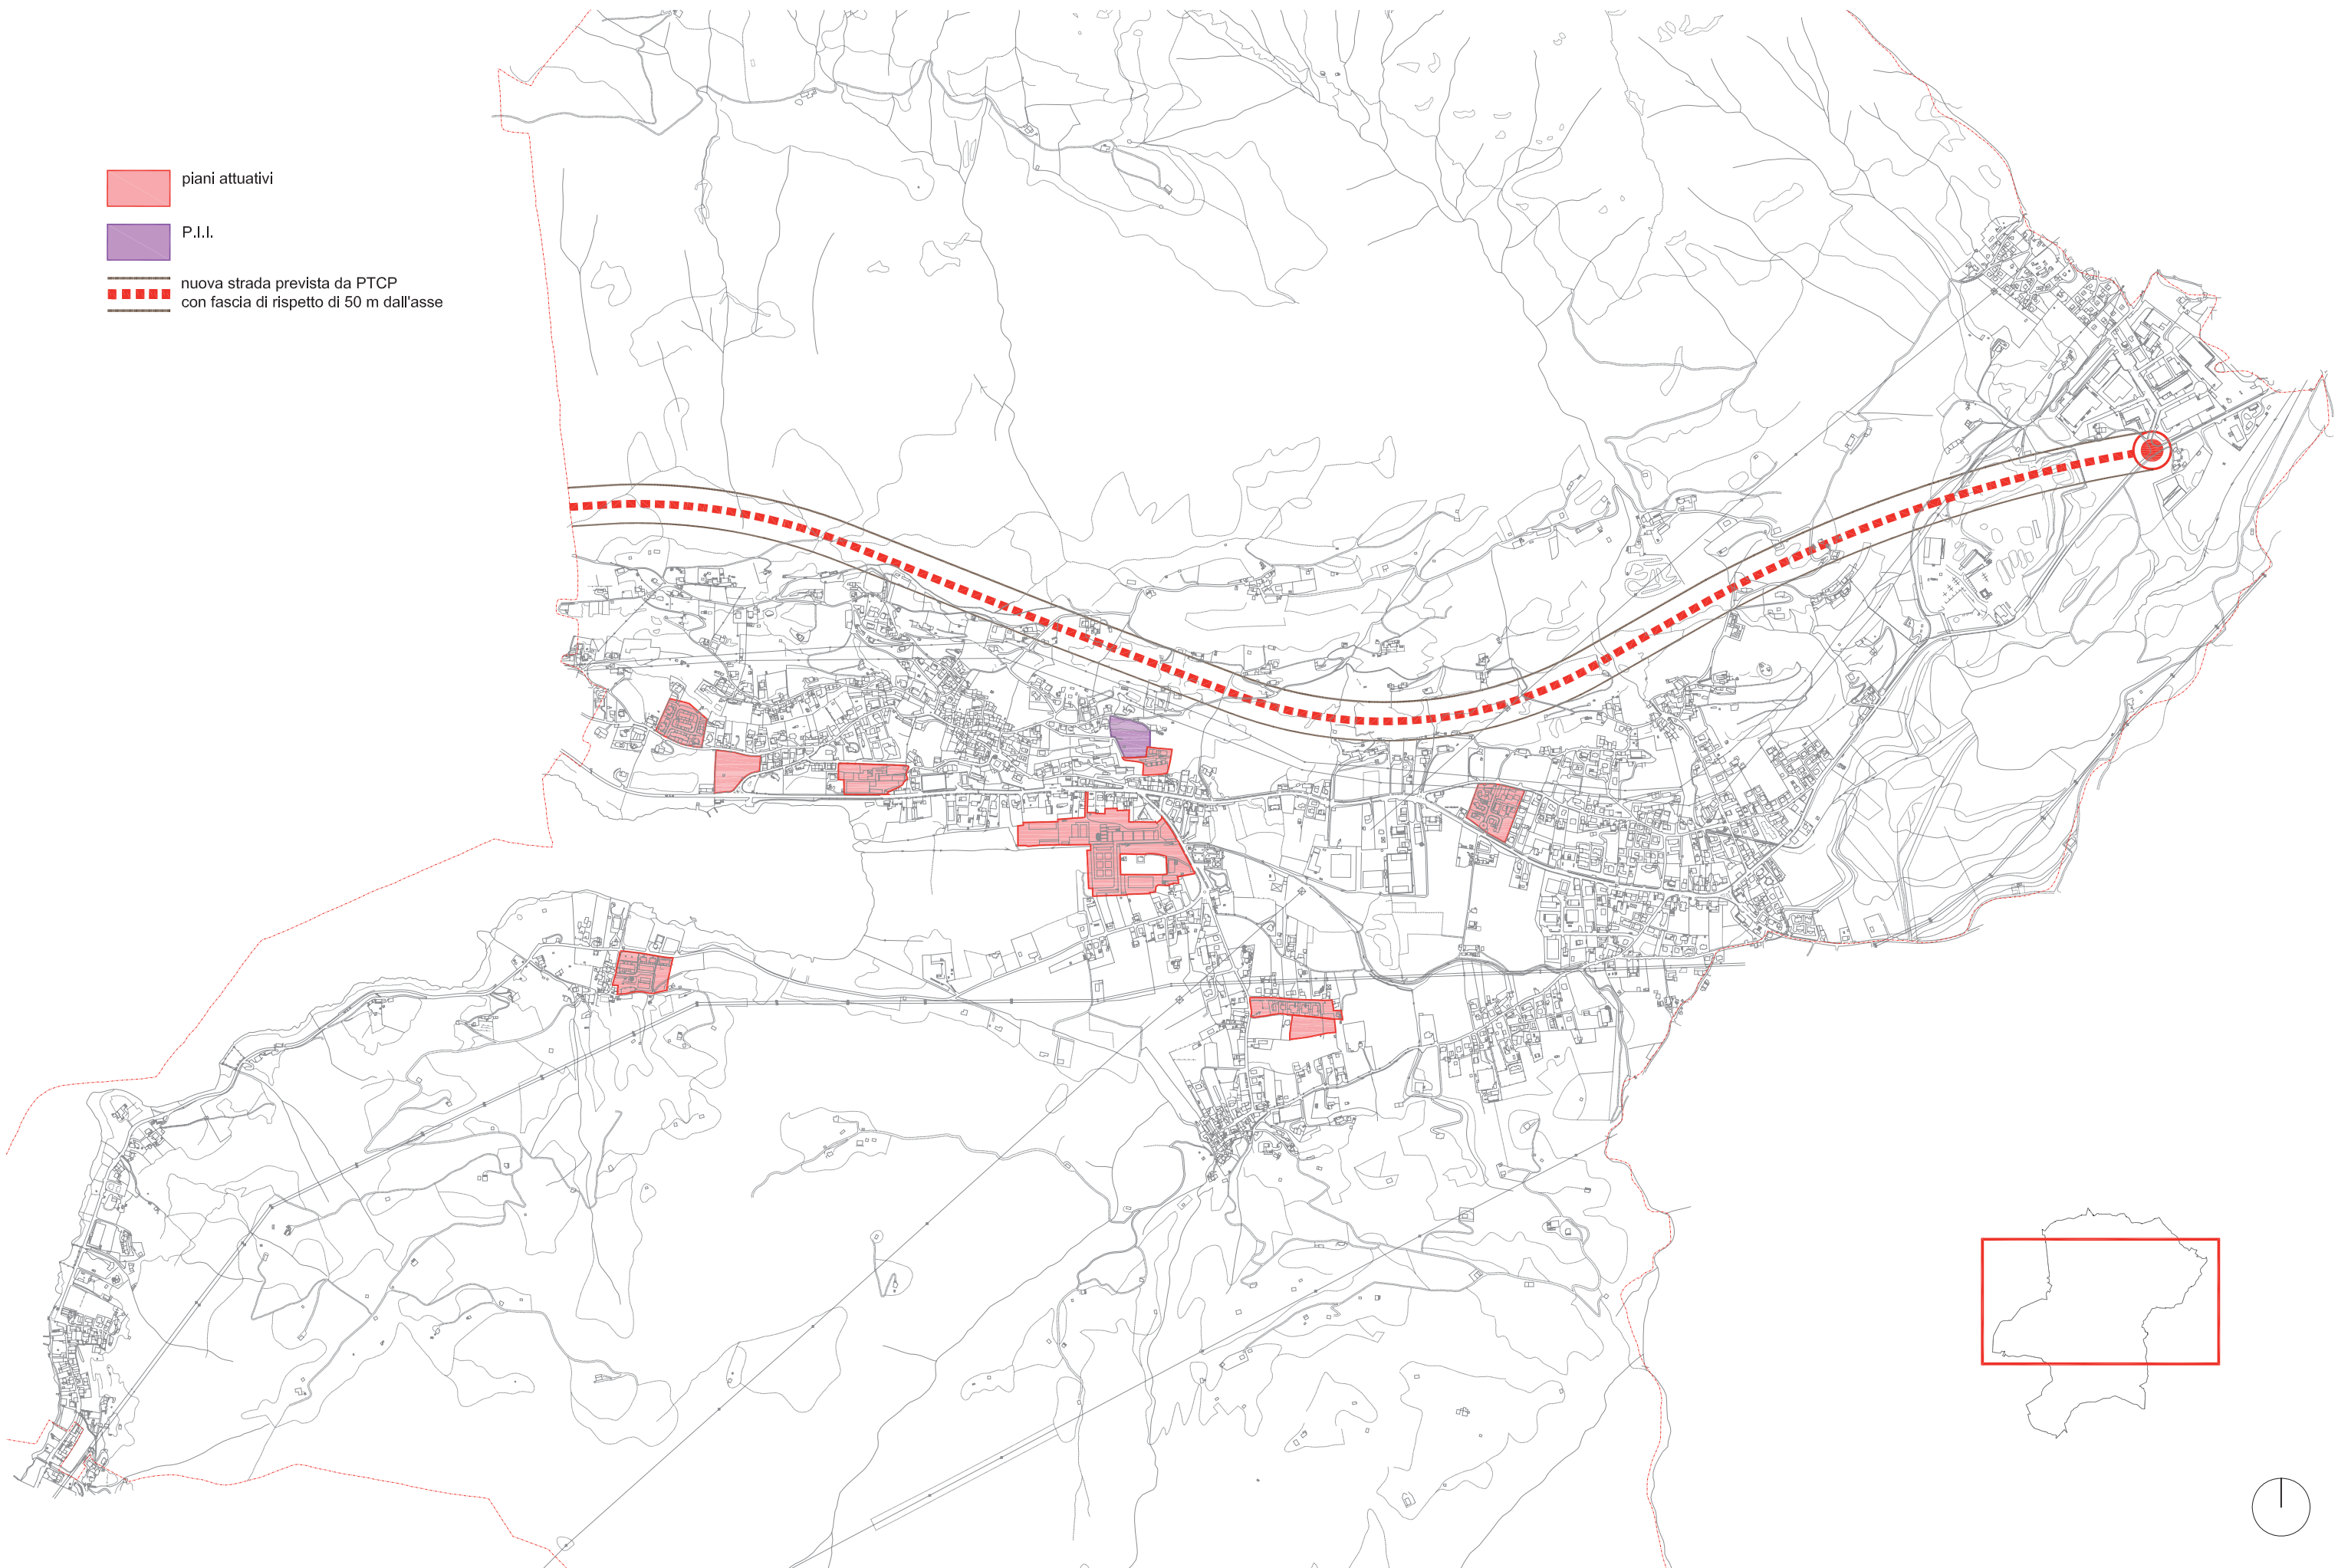 piani attuativi
P.I.I.
nuova strada prevista da PTCP
con fascia di rispetto di 50 m dall'asse